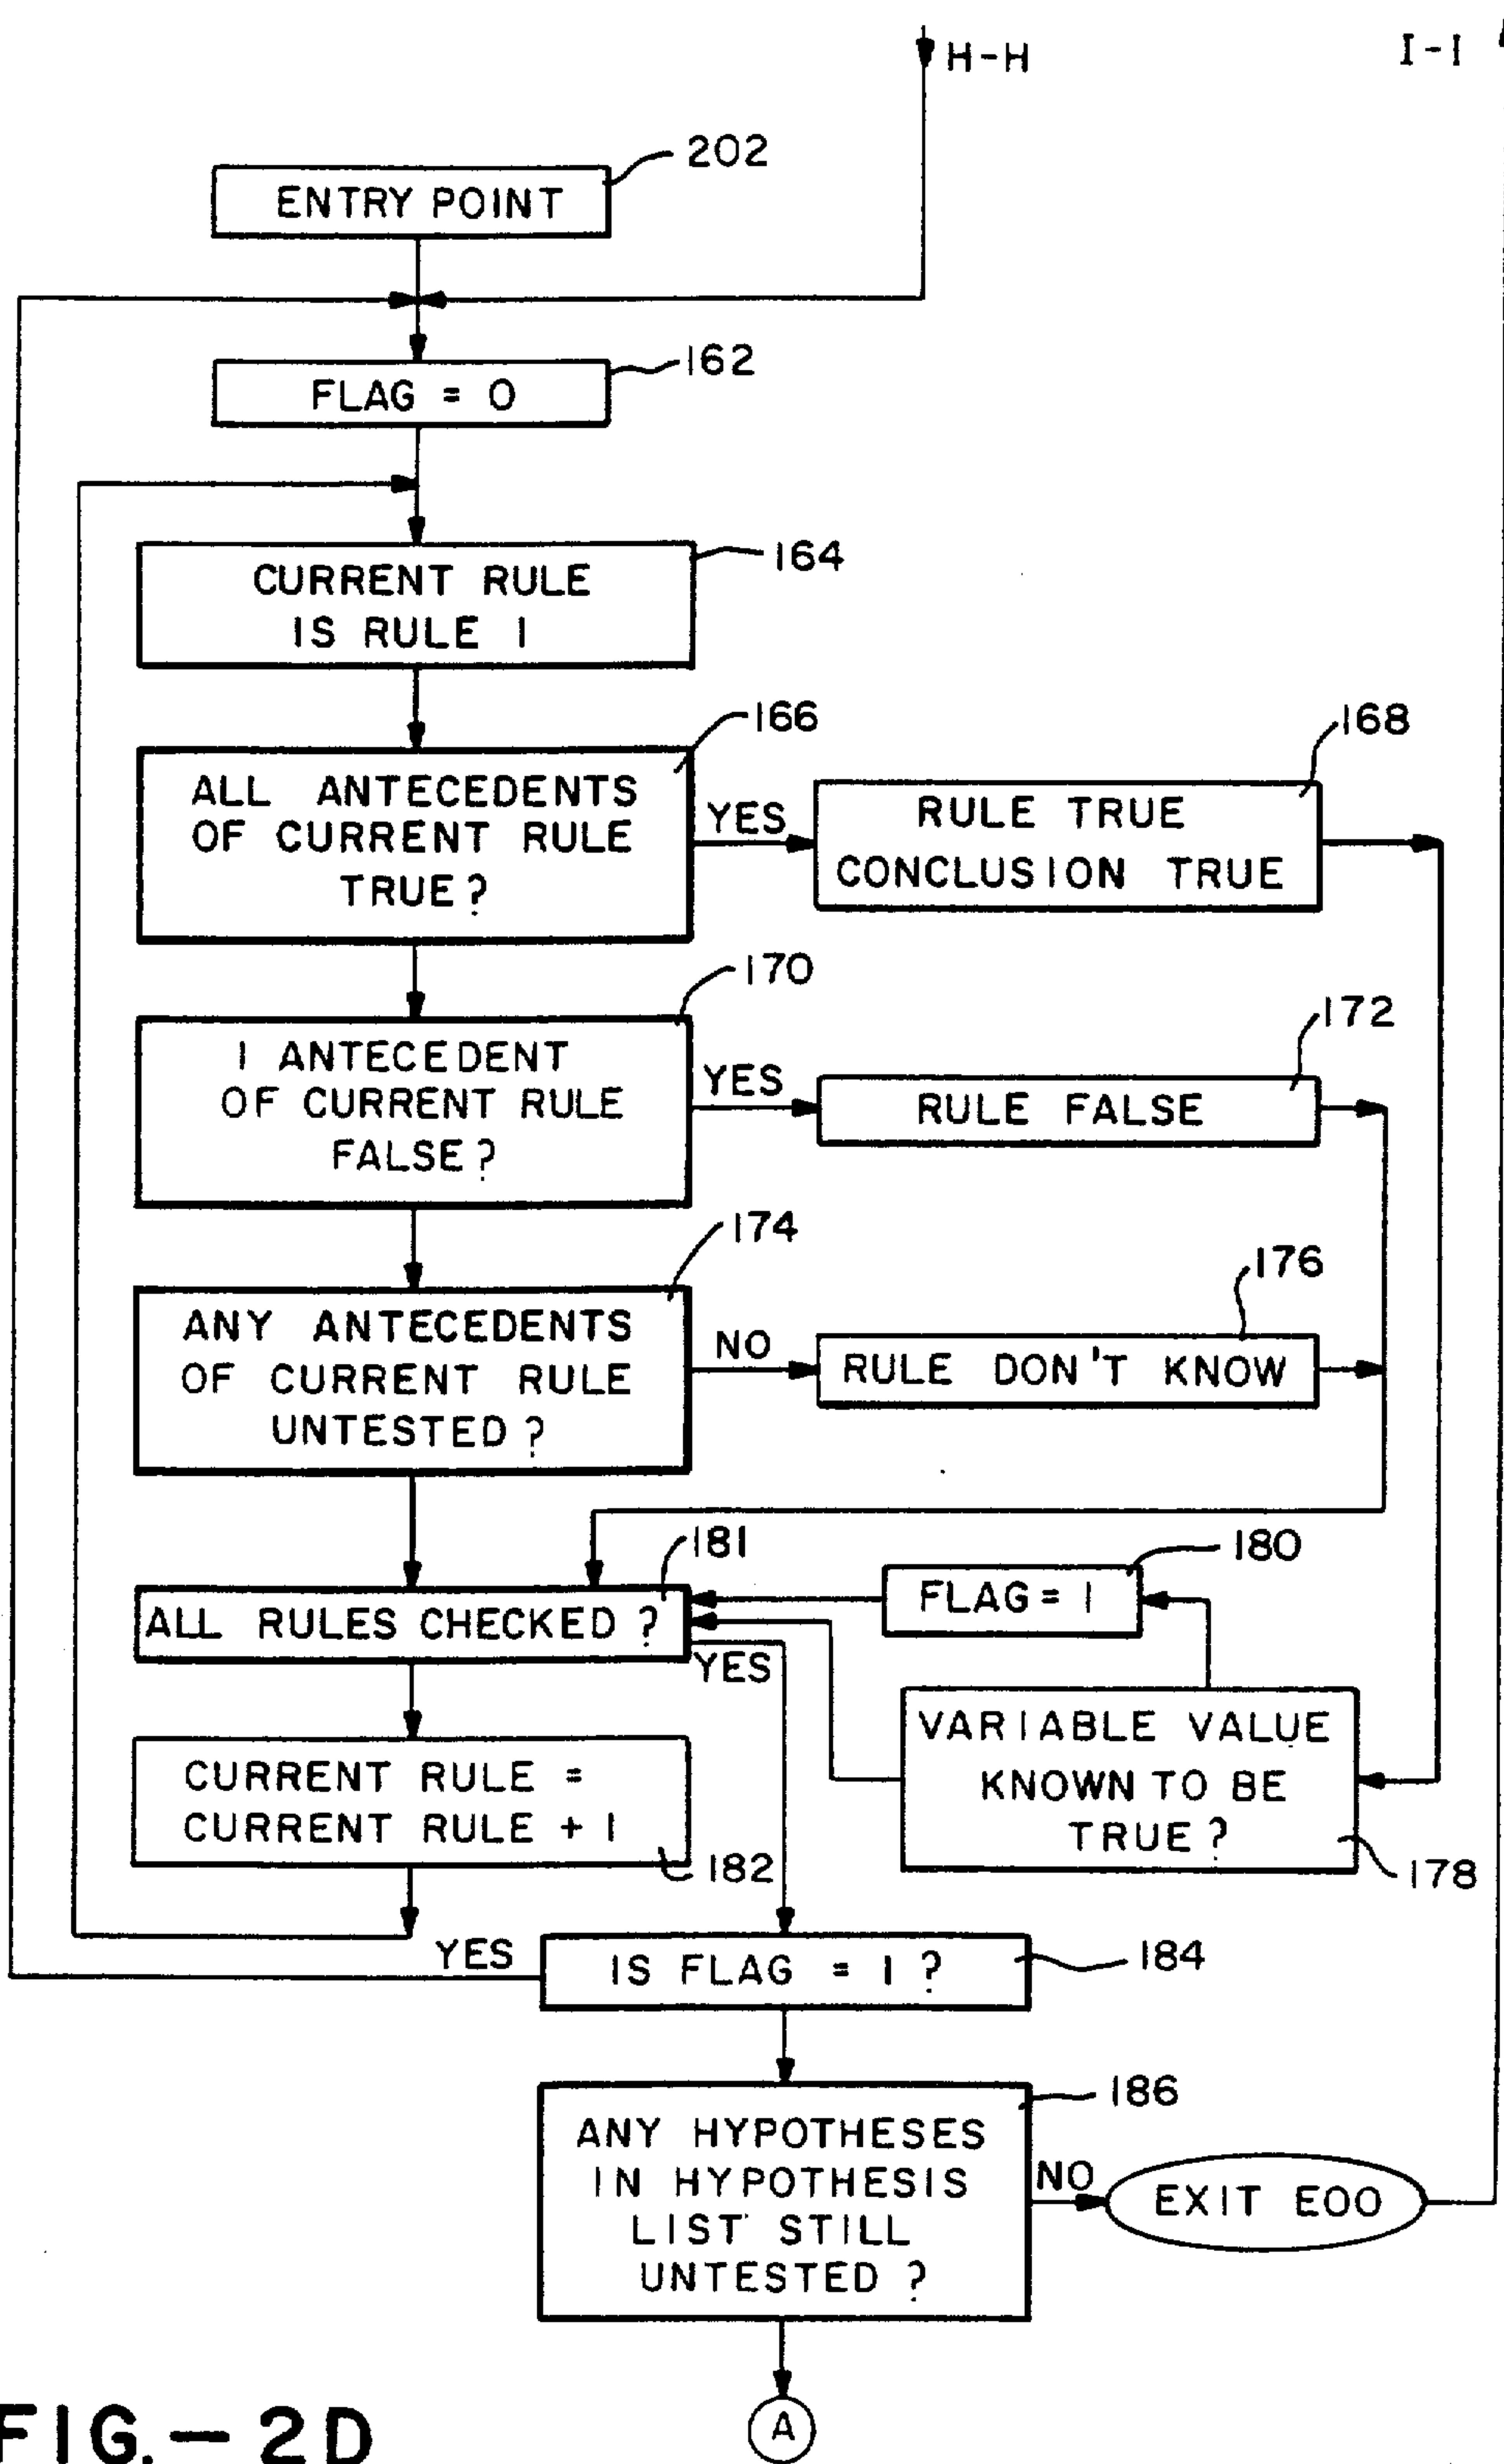 H-H
I-I
202
ENTRY POINT
162
FLAG = 0
164
CURRENT RULE
IS RULE 1
166
ALL ANTECEDENTS
OF CURRENT RULE
TRUE?
YES
168
RULE TRUE
CONCLUSION TRUE
170
1 ANTECEDENT
OF CURRENT RULE
FALSE?
YES
172
RULE FALSE
174
ANY ANTECEDENTS
OF CURRENT RULE
UNTESTED?
NO
176
RULE DON'T KNOW
181
ALL RULES CHECKED?
YES
180
FLAG = 1
VARIABLE VALUE
KNOWN TO BE
TRUE?
178
CURRENT RULE =
CURRENT RULE + 1
182
YES
IS FLAG = 1?
184
186
ANY HYPOTHESES
IN HYPOTHESIS
LIST STILL
UNTESTED?
NO
EXIT E00
A
FIG.-2D